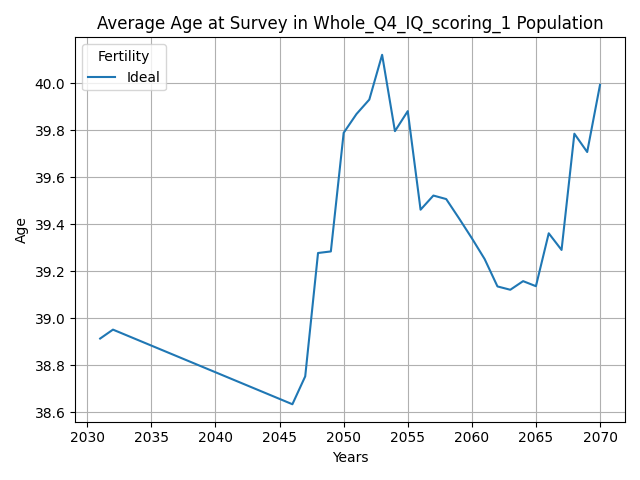 Average Age at Survey in Whole_Q4_IQ_scoring_1 Population
Fertility
Ideal
40.0
39.8
39.6
39.4
39.2
39.0
38.8
38.6
Age
2030 2035 2040 2045 2050 2055 2060 2065 2070
Years